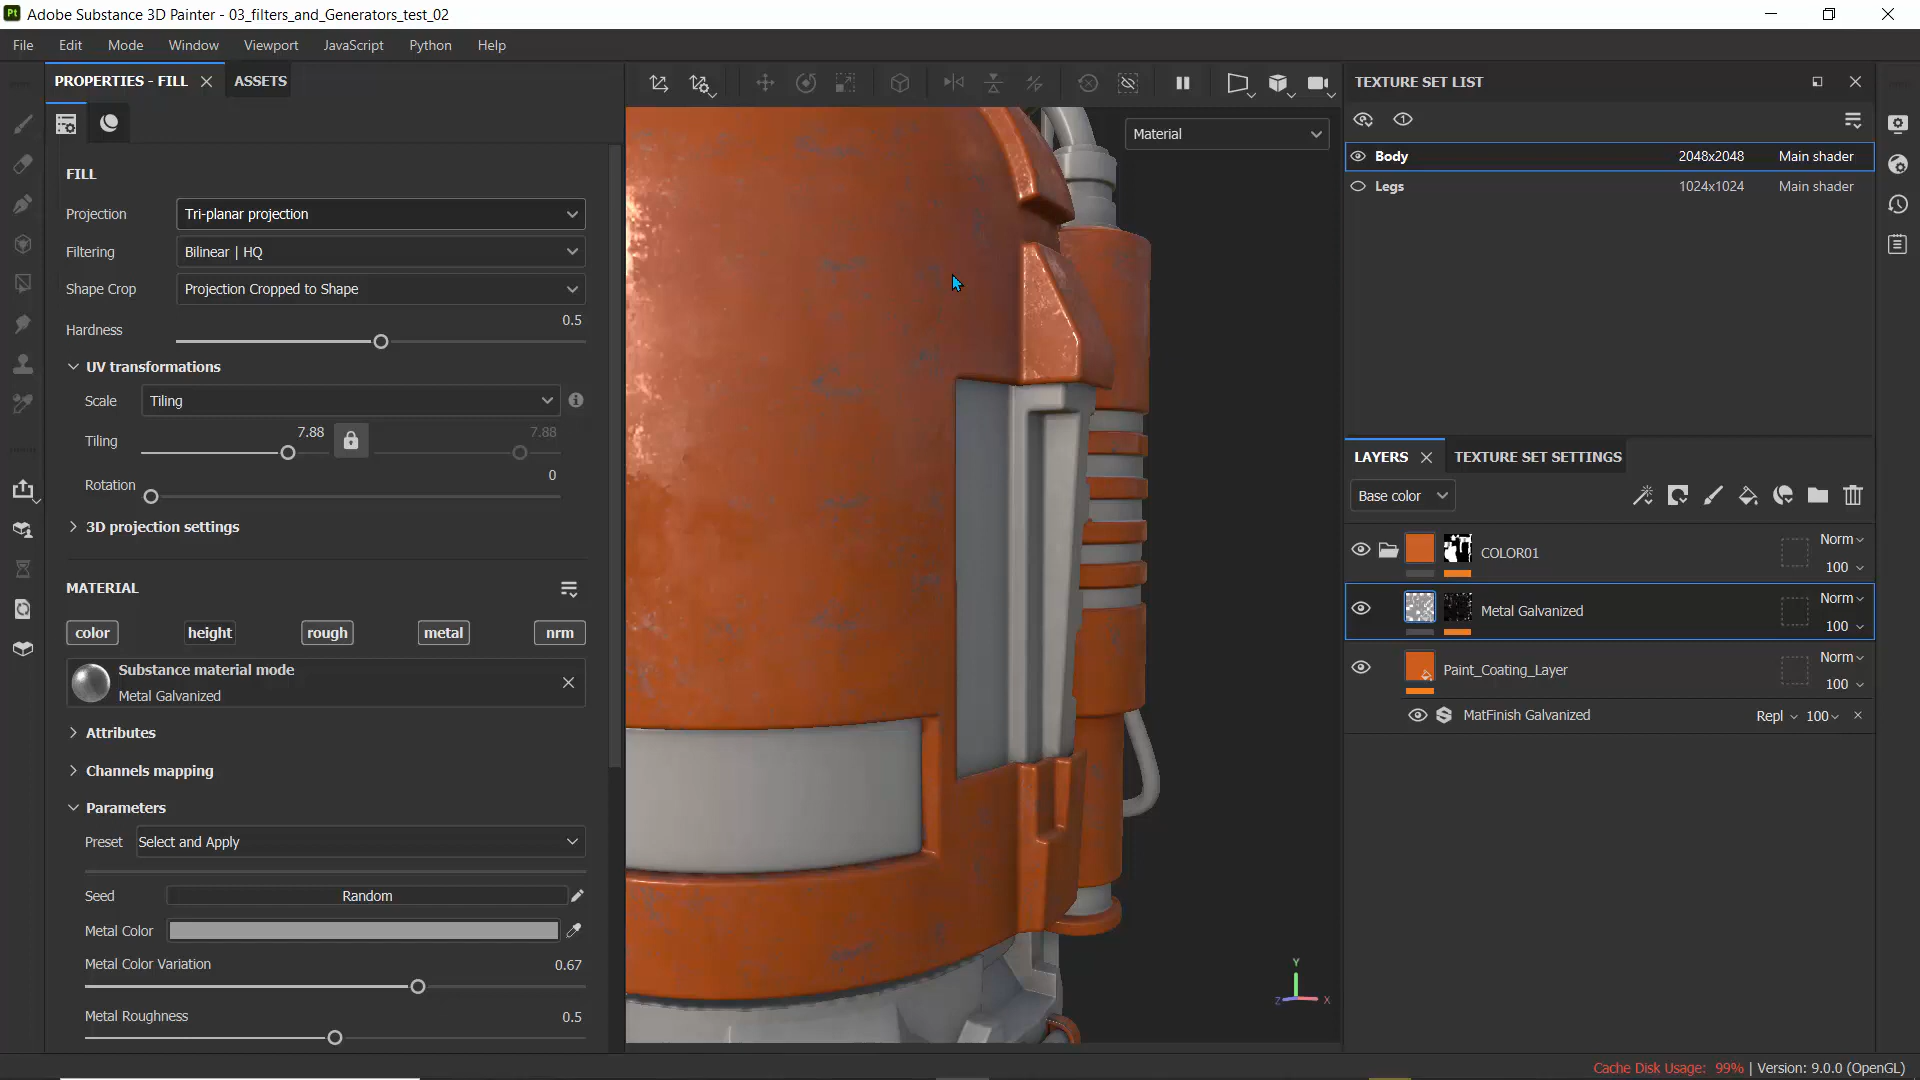 Pt Adobe Substance 3D Painter - 03_filters_and_Generators_test_02
File Edit Mode Window Viewport JavaScript Python Help
PROPERTIES - FILL
ASSETS
FILL
Projection Tri-planar projection
Filtering Bilinear | HQ
Shape Crop Projection Cropped to Shape
Hardness 0.5
UV transformations
Scale Tiling
Tiling 7.88 7.88
Rotation 0
3D projection settings
MATERIAL
color height rough metal nrm
Substance material mode
Metal Galvanized
Attributes
Channels mapping
Parameters
Preset Select and Apply
Seed Random
Metal Color
Metal Color Variation 0.67
Metal Roughness 0.5
Material
Y
Z X
TEXTURE SET LIST
Body 2048x2048 Main shader
Legs 1024x1024 Main shader
LAYERS
TEXTURE SET SETTINGS
Base color
COLOR01 Norm 100
Metal Galvanized Norm 100
Paint_Coating_Layer Norm 100
MatFinish Galvanized Repl 100
Cache Disk Usage: 99% | Version: 9.0.0 (OpenGL)